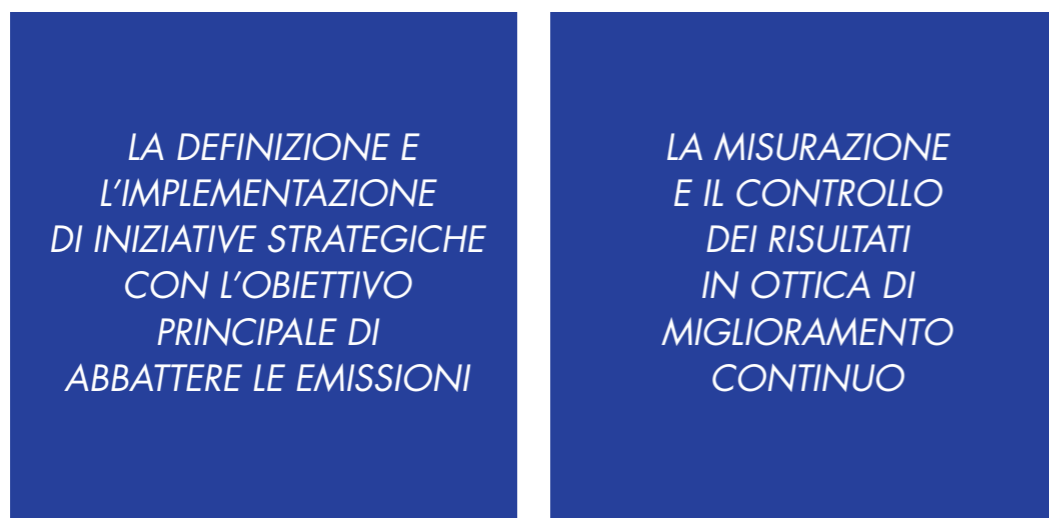 LA DEFINIZIONE E
L’IMPLEMENTAZIONE
DI INIZIATIVE STRATEGICHE
CON L’OBIETTIVO
PRINCIPALE DI
ABBATTERE LE EMISSIONI
LA MISURAZIONE
E IL CONTROLLO
DEI RISULTATI
IN OTTICA DI
MIGLIORAMENTO
CONTINUO